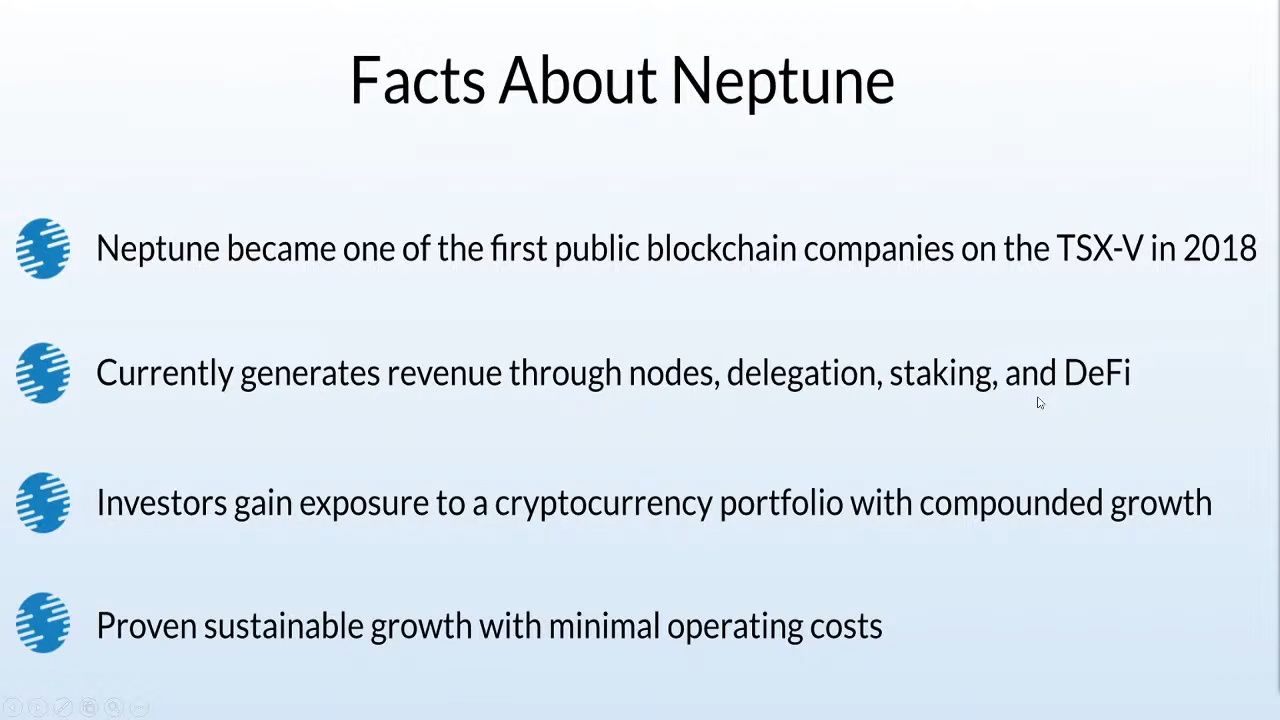 Facts About Neptune
Neptune became one of the first public blockchain companies on the TSX-V in 2018
Currently generates revenue through nodes, delegation, staking, and DeFi
Investors gain exposure to a cryptocurrency portfolio with compounded growth
Proven sustainable growth with minimal operating costs